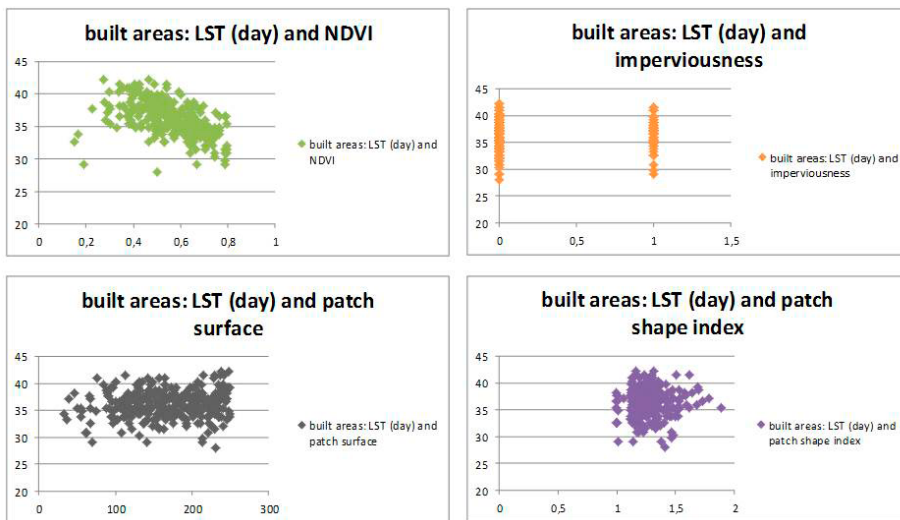 built areas: LST (day) and NDVI
45
40
35
30
25
20
0 0,2 0,4 0,6 0,8 1
built areas: LST (day) and
NDVI
built areas: LST (day) and
imperviousness
45
40
35
30
25
20
0 0,5 1 1,5
built areas: LST (day) and
imperviousness
built areas: LST (day) and patch
surface
45
40
35
30
25
20
0 100 200 300
built areas: LST (day) and
patch surface
built areas: LST (day) and patch
shape index
45
40
35
30
25
20
0 0,5 1 1,5 2
built areas: LST (day) and
patch shape index